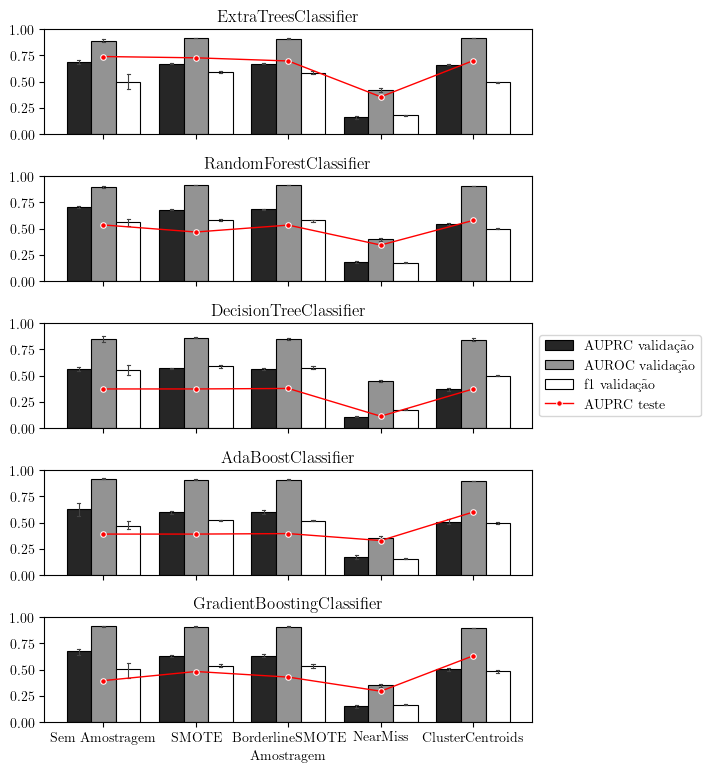 ExtraTreesClassifier
1.00
0.75
0.50
0.25
0.00
RandomForestClassifier
1.00
0.75
0.50
0.25
0.00
DecisionTreeClassifier
1.00
0.75
0.50
0.25
0.00
AUPRC validação
AUROC validação
f1 validação
AUPRC teste
AdaBoostClassifier
1.00
0.75
0.50
0.25
0.00
GradientBoostingClassifier
1.00
0.75
0.50
0.25
0.00
Sem Amostragem SMOTE BorderlineSMOTE NearMiss ClusterCentroids
Amostragem